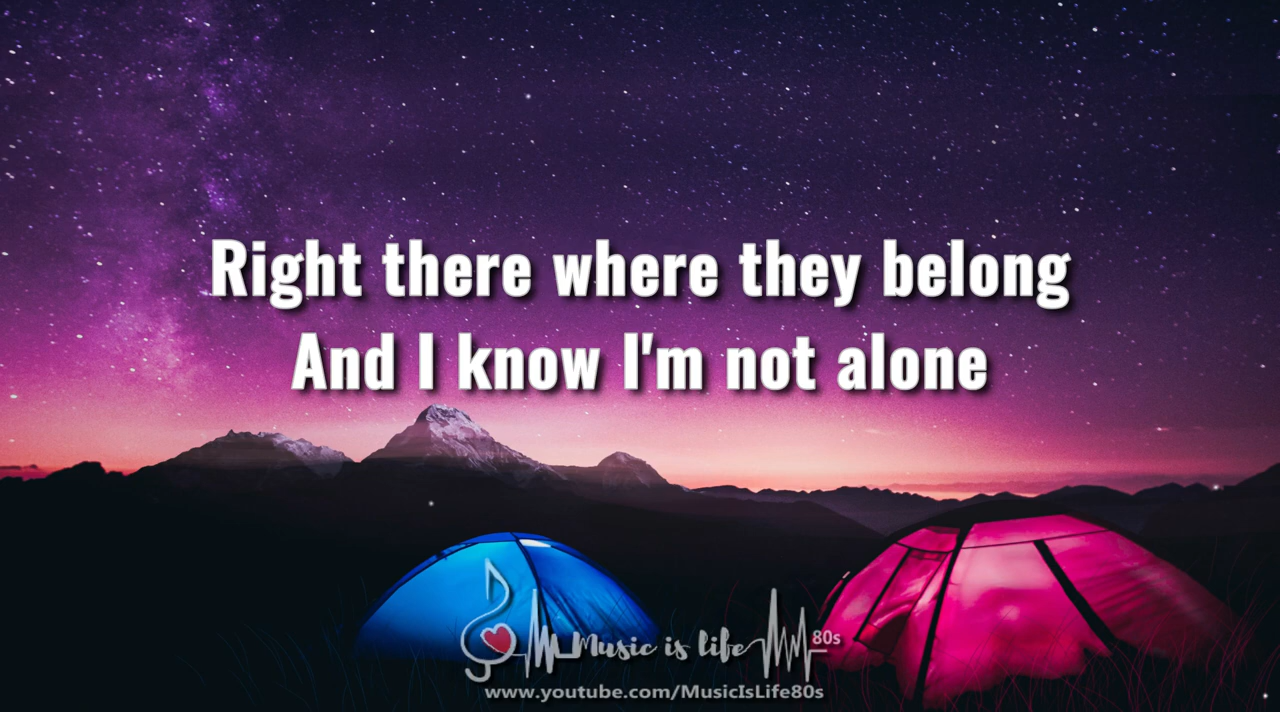 Right there where they belong
And I know I'm not alone
Music is life 80s
www.youtube.com/MusicIsLife80s